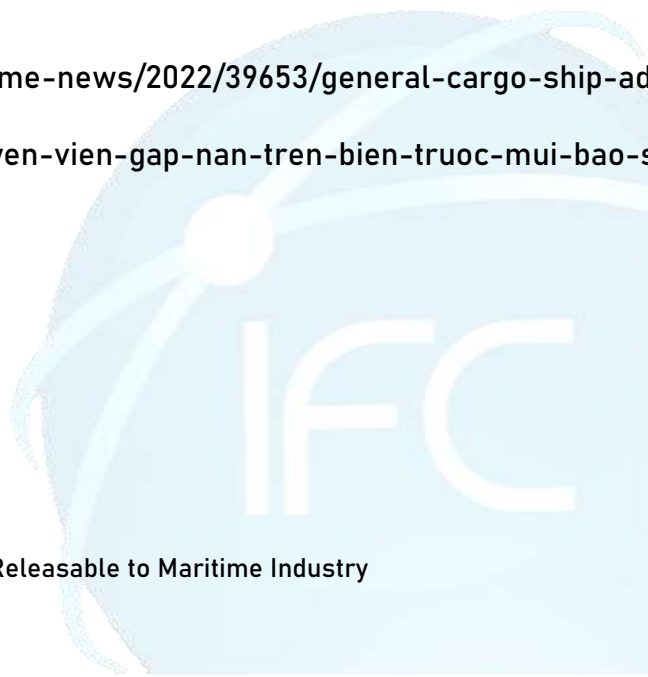 me-news/2022/39653/general-cargo-ship-ad
yen-vien-gap-nan-tren-bien-truoc-mui-bao-s
IFC
Releasable to Maritime Industry